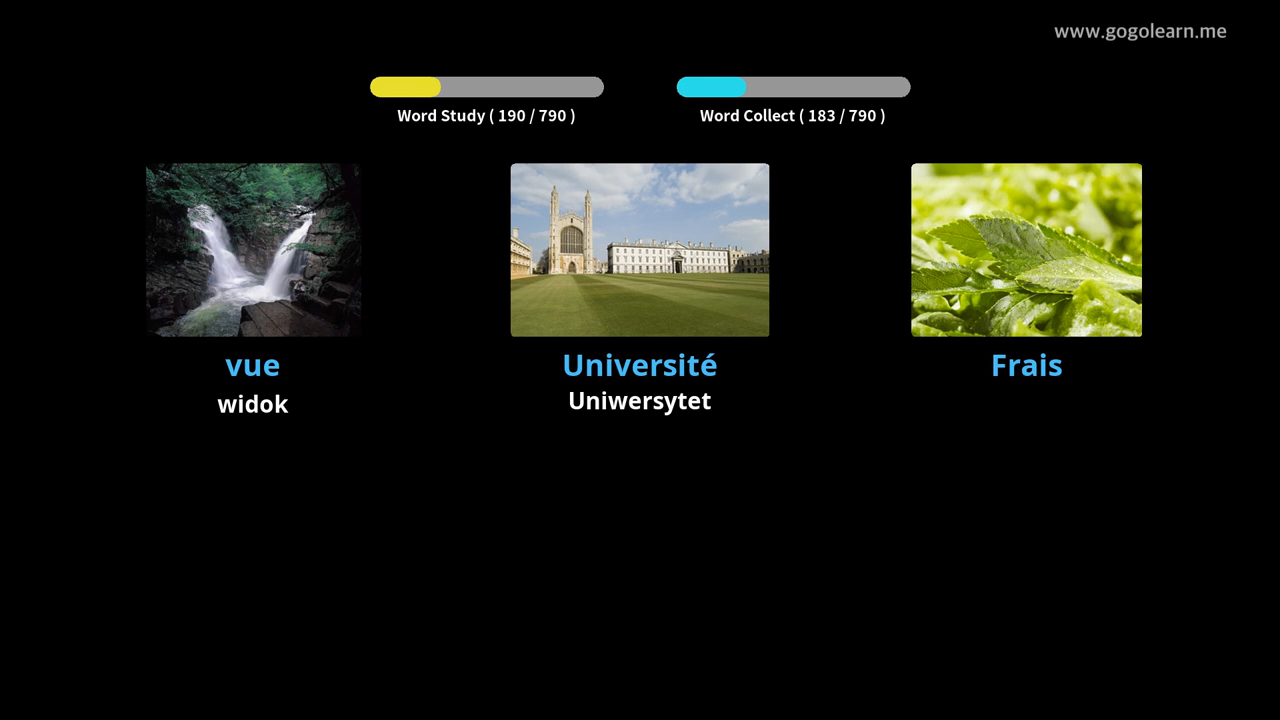 www.gogolearn.me
Word Study ( 190 / 790 )
Word Collect ( 183 / 790 )
vue
widok
Université
Uniwersytet
Frais